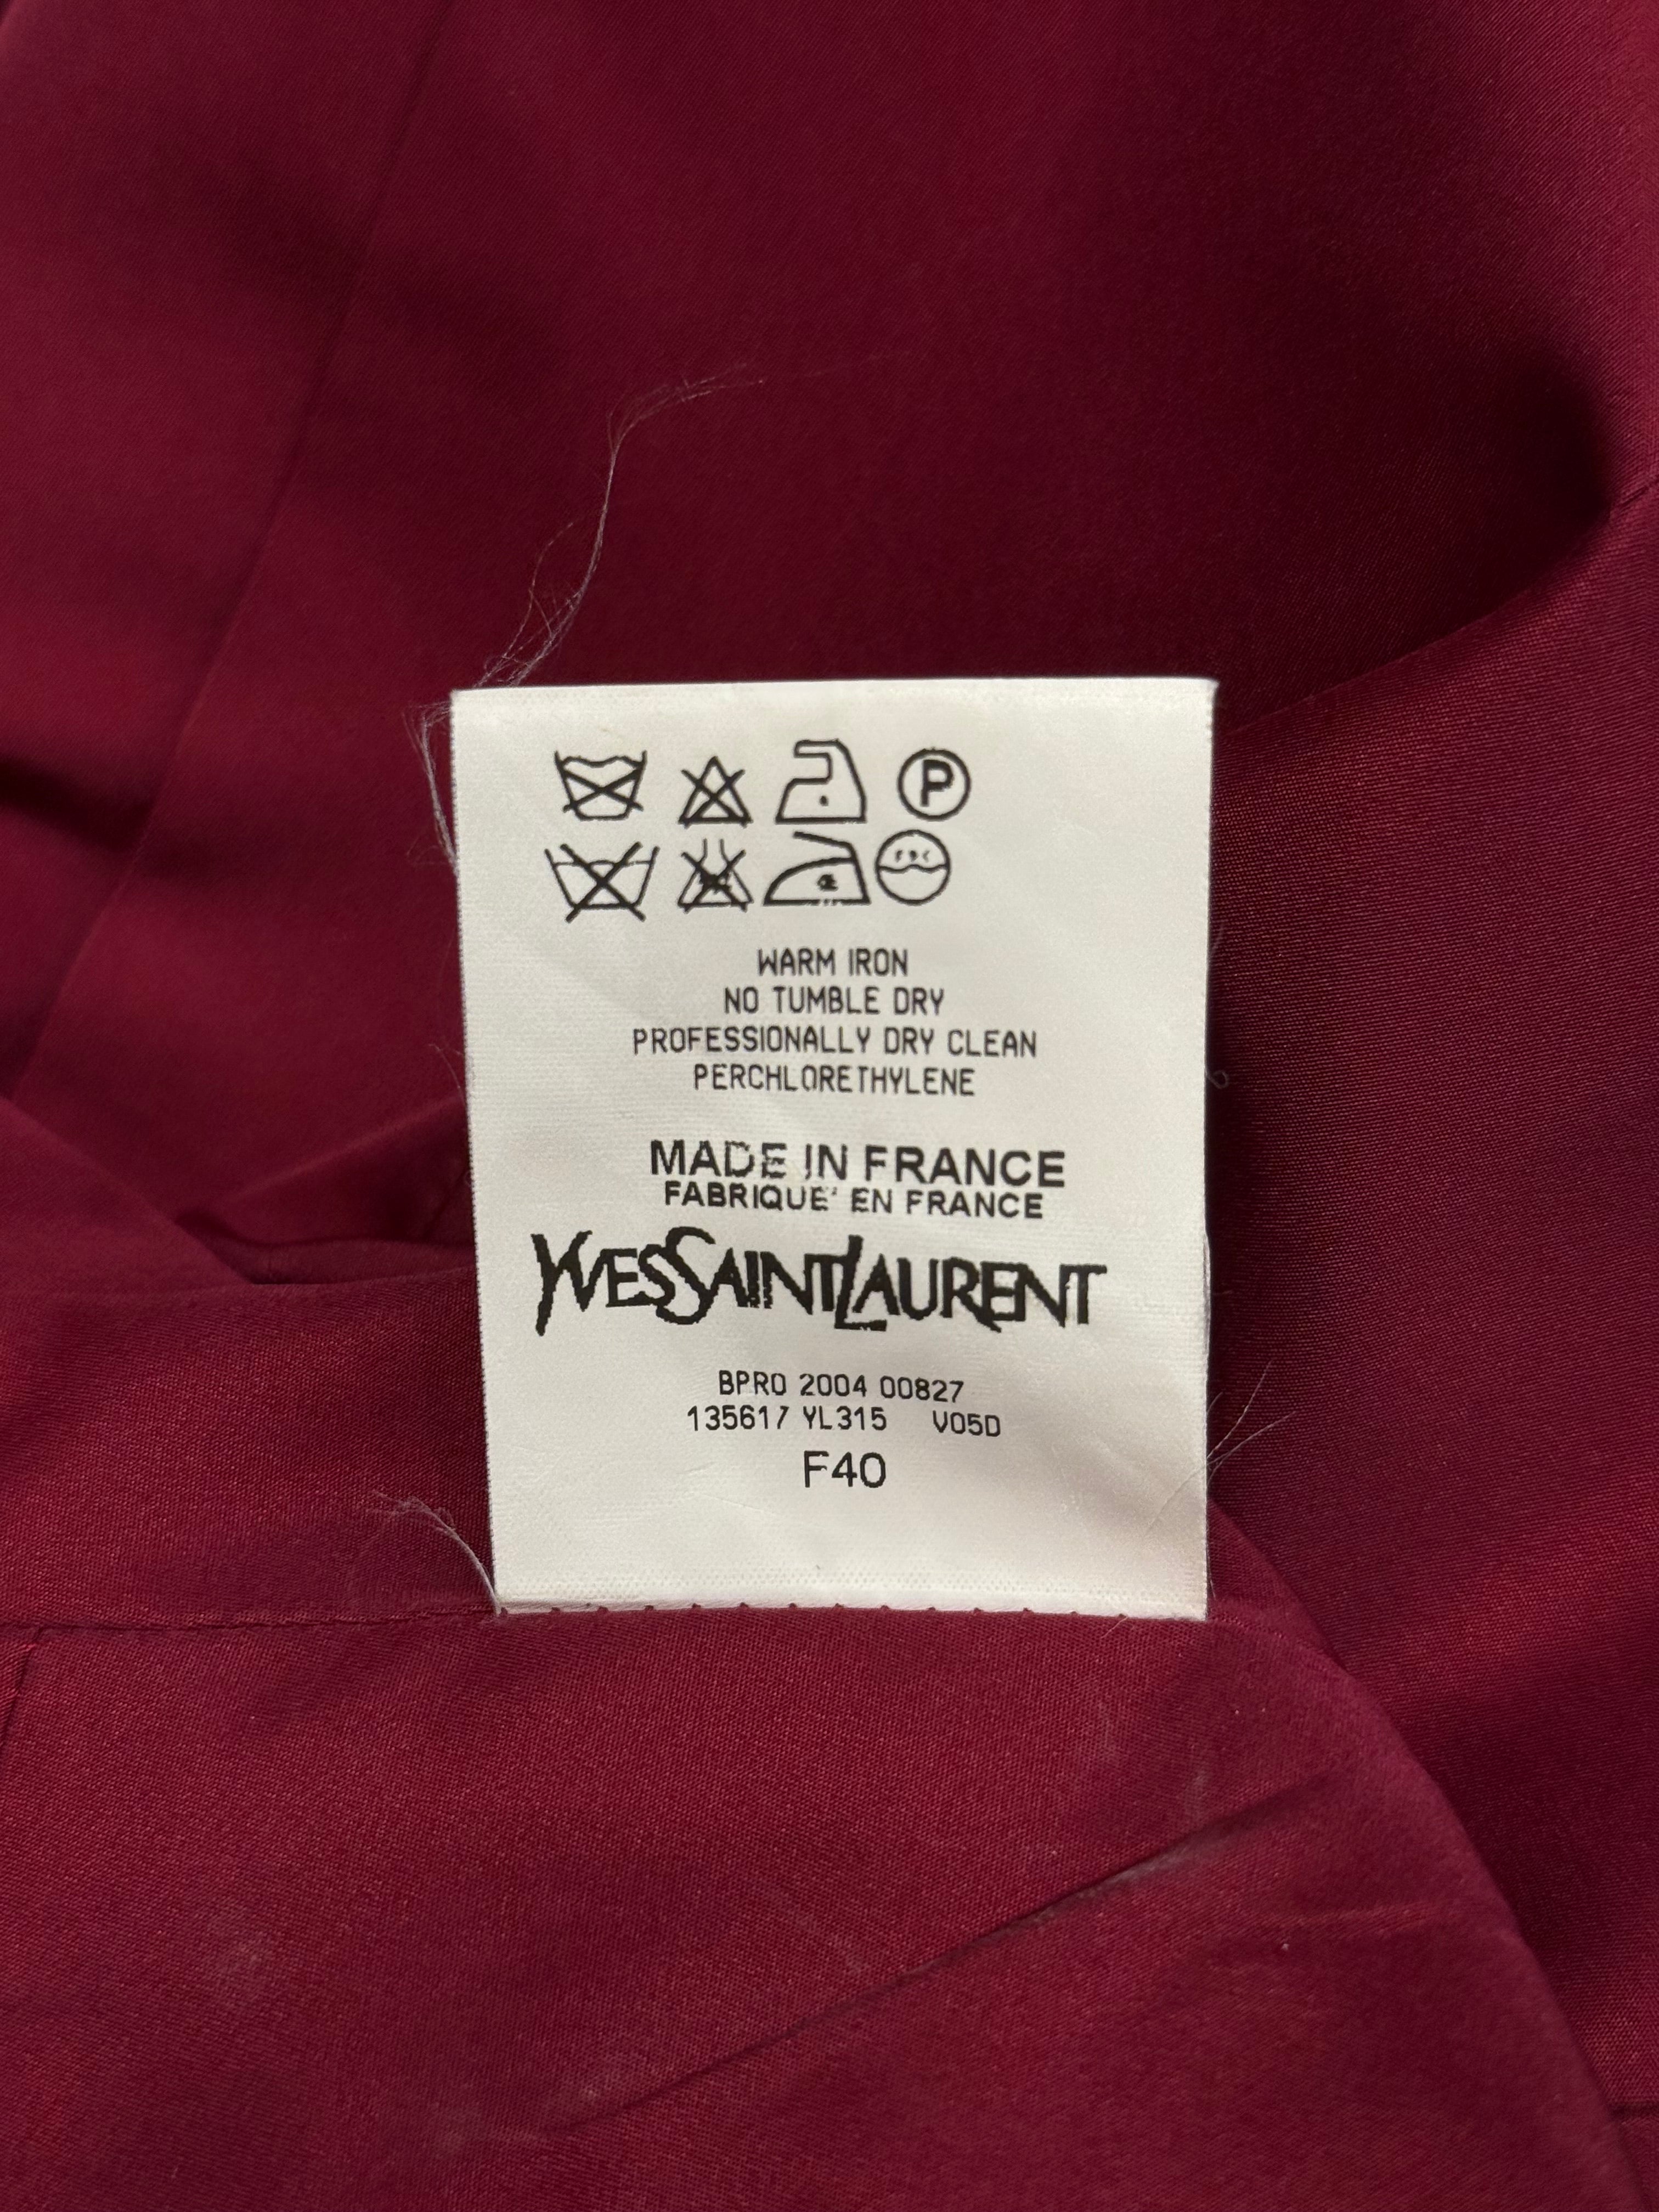 P
WARM IRON
NO TUMBLE DRY
PROFESSIONALLY DRY CLEAN
PERCHLORETHYLENE
MADE IN FRANCE
FABRIQUE' EN FRANCE
YVESSAINTLAURENT
BPRO 2004 00827
135617 YL315 V05D
F40